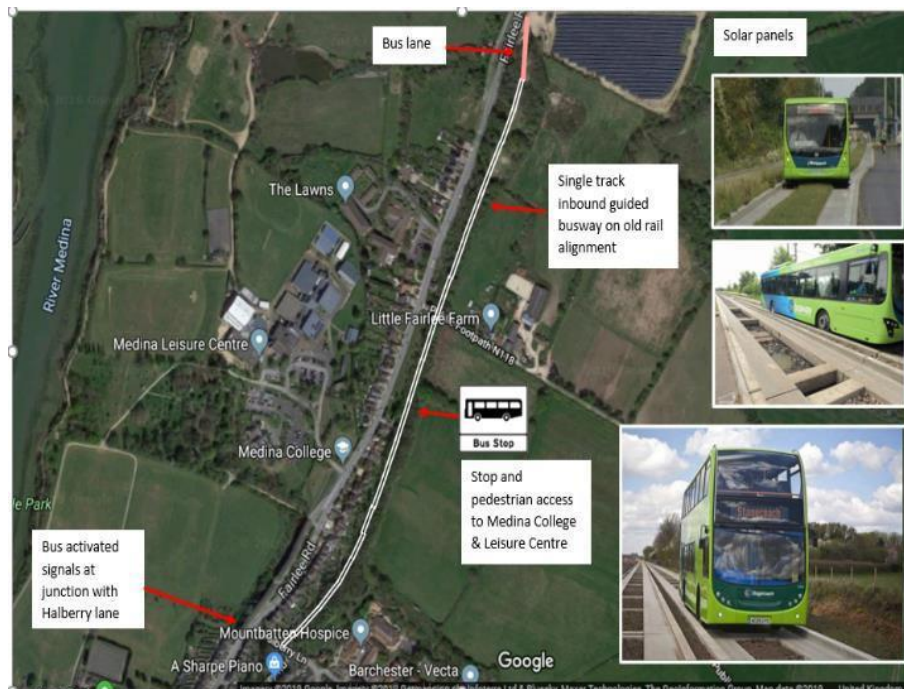 Bus lane
Fairlee Rd
Solar panels
The Lawns
Single track
inbound guided
busway on old rail
alignment
River Medina
Little Fairlee Farm
Footpath N118
Medina Leisure Centre
Bus Stop
Medina College
Stop and
pedestrian access
to Medina College
& Leisure Centre
le Park
Bus activated
signals at
junction with
Halberry lane
Fairlee Rd
Mountbatten Hospice
A Sharpe Piano
Barchester - Vecta
Google
Stagecoach